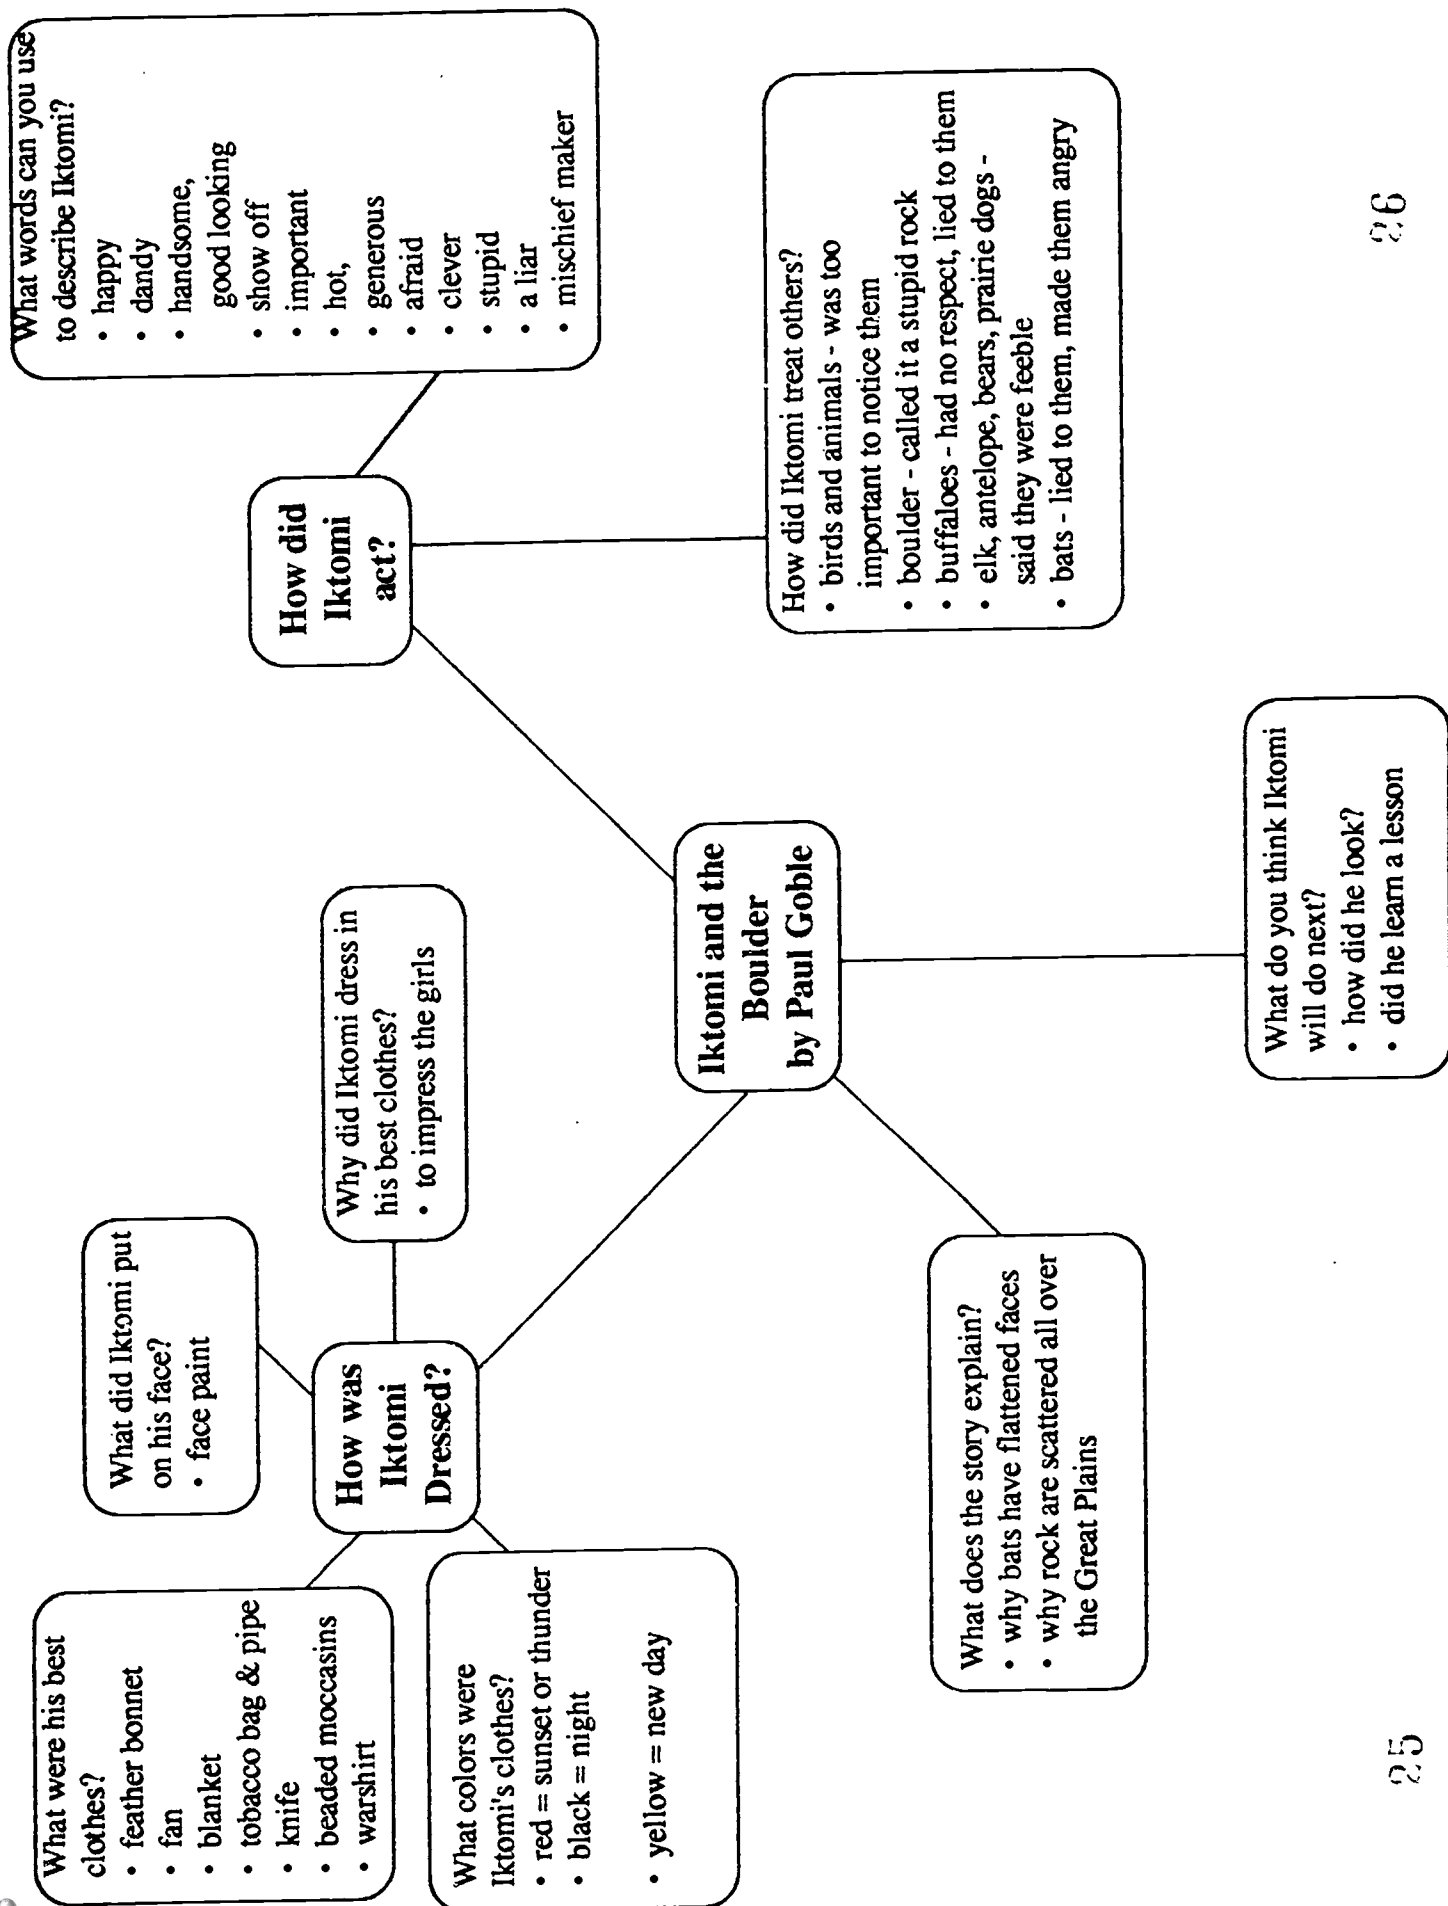 What were his best
clothes?
• feather bonnet
• fan
• blanket
• tobacco bag & pipe
• knife
• beaded moccasins
• warshirt
What did Iktomi put
on his face?
• face paint
How was
Iktomi
Dressed?
Why did Iktomi dress in
his best clothes?
• to impress the girls
What colors were
Iktomi's clothes?
• red = sunset or thunder
• black = night
• yellow = new day
How did
Iktomi
act?
What words can you use
to describe Iktomi?
• happy
• dandy
• handsome,
good looking
• show off
• important
• hot,
• generous
• afraid
• clever
• stupid
• a liar
• mischief maker
How did Iktomi treat others?
• birds and animals - was too
important to notice them
• boulder - called it a stupid rock
• buffaloes - had no respect, lied to them
• elk, antelope, bears, prairie dogs -
said they were feeble
• bats - lied to them, made them angry
Iktomi and the
Boulder
by Paul Goble
What does the story explain?
• why bats have flattened faces
• why rock are scattered all over
the Great Plains
What do you think Iktomi
will do next?
• how did he look?
• did he learn a lesson
25
26